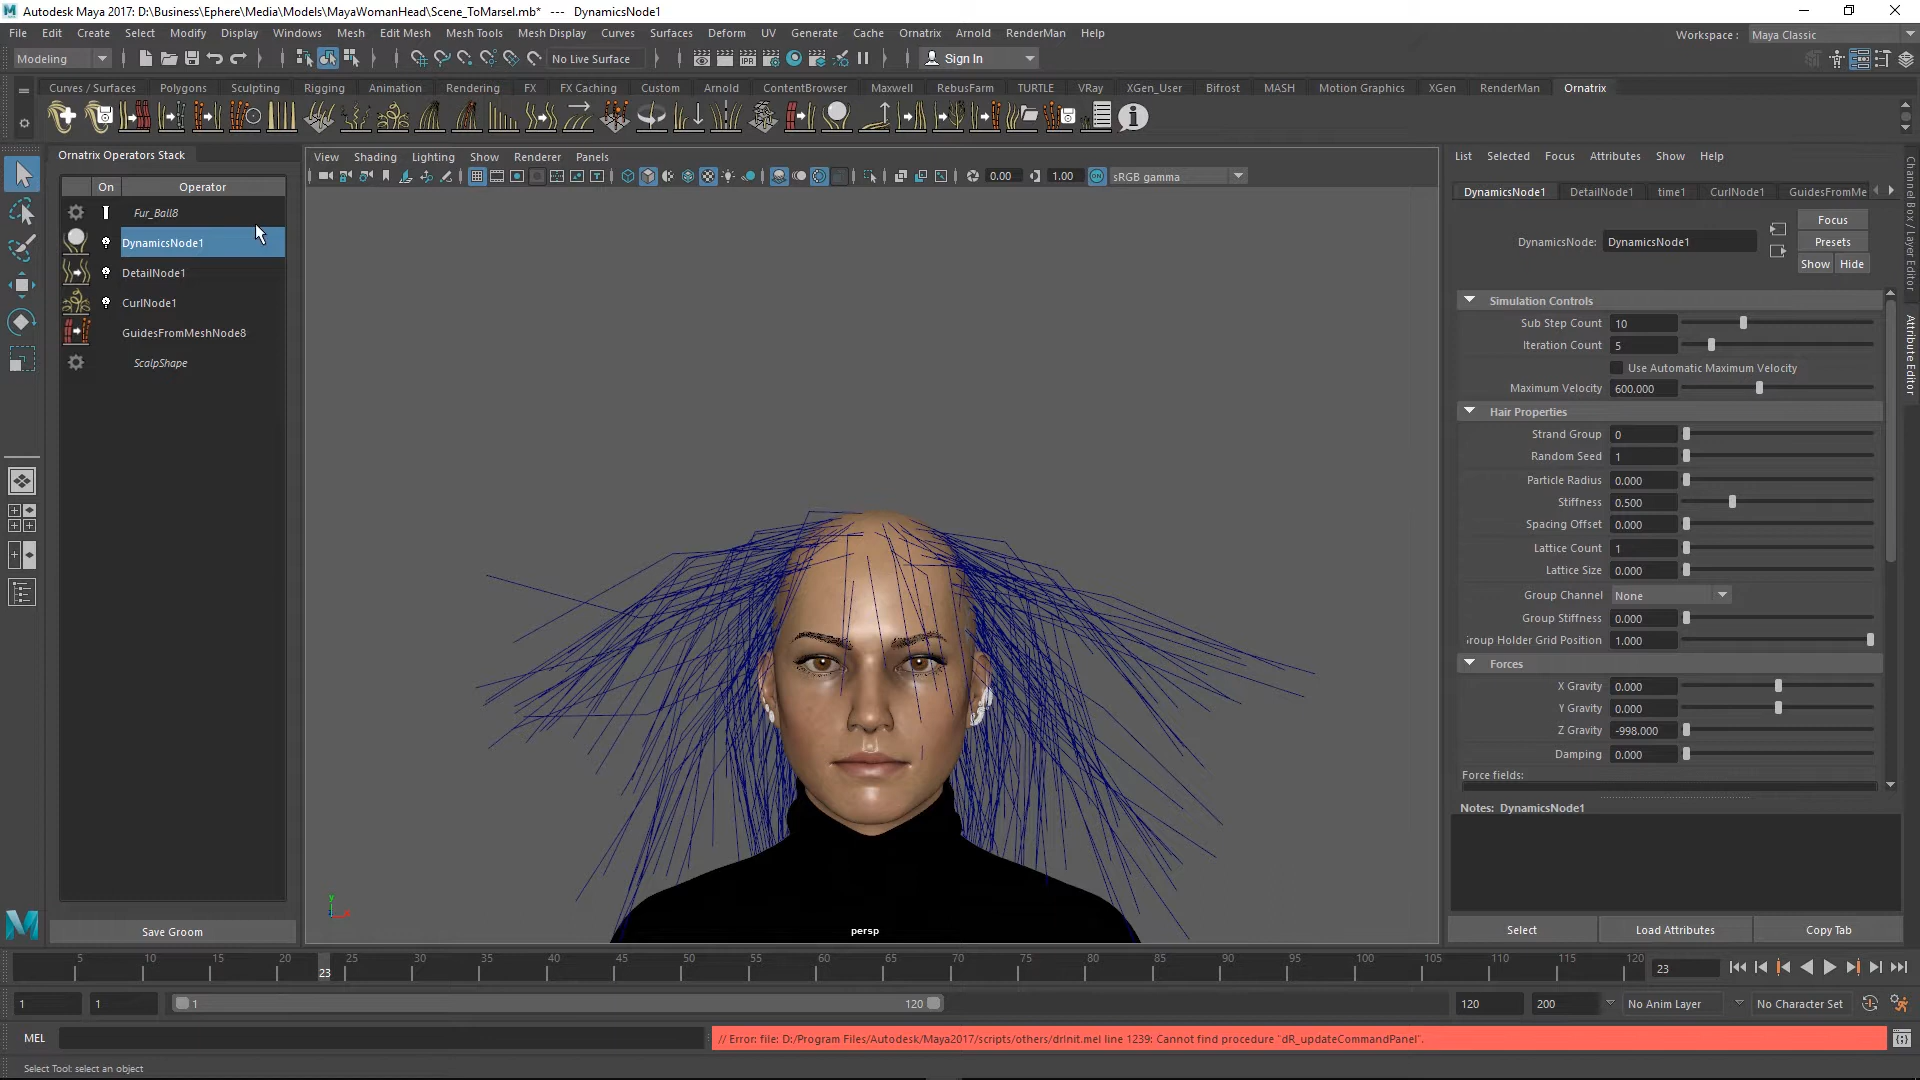 Autodesk Maya 2017: D:\Business\Ephere\Media\Models\MayaWomanHead\Scene_ToMarsel.mb*   ---   DynamicsNode1
File Edit Create Select Modify Display Windows Mesh Edit Mesh Mesh Tools Mesh Display Curves Surfaces Deform UV Generate Cache Ornatrix Arnold RenderMan Help
Workspace : Maya Classic
Modeling No Live Surface Sign In
Curves / Surfaces Polygons Sculpting Rigging Animation Rendering FX FX Caching Custom Arnold ContentBrowser Maxwell RebusFarm TURTLE VRay XGen_User Bifrost MASH Motion Graphics XGen RenderMan Ornatrix
Ornatrix Operators Stack
On Operator
Fur_Ball8
DynamicsNode1
DetailNode1
CurlNode1
GuidesFromMeshNode8
ScalpShape
Save Groom
View Shading Lighting Show Renderer Panels
IPR
0.00 1.00 ON sRGB gamma
persp
y
List Selected Focus Attributes Show Help
DynamicsNode1 DetailNode1 time1 CurlNode1 GuidesFromMe
Focus
DynamicsNode: DynamicsNode1 Presets
Show Hide
Simulation Controls
Sub Step Count 10
Iteration Count 5
Use Automatic Maximum Velocity
Maximum Velocity 600.000
Hair Properties
Strand Group 0
Random Seed 1
Particle Radius 0.000
Stiffness 0.500
Spacing Offset 0.000
Lattice Count 1
Lattice Size 0.000
Group Channel None
Group Stiffness 0.000
roup Holder Grid Position 1.000
Forces
X Gravity 0.000
Y Gravity 0.000
Z Gravity -998.000
Damping 0.000
Force fields:
Notes: DynamicsNode1
Select Load Attributes Copy Tab
Channel Box / Layer Editor
Attribute Editor
5 10 15 20 25 30 35 40 45 50 55 60 65 70 75 80 85 90 95 100 105 110 115 120
23 23
1 1 1 120 120 200 No Anim Layer No Character Set
MEL // Error: file: D:/Program Files/Autodesk/Maya2017/scripts/others/drInit.mel line 1239: Cannot find procedure "dR_updateCommandPanel".
Select Tool: select an object